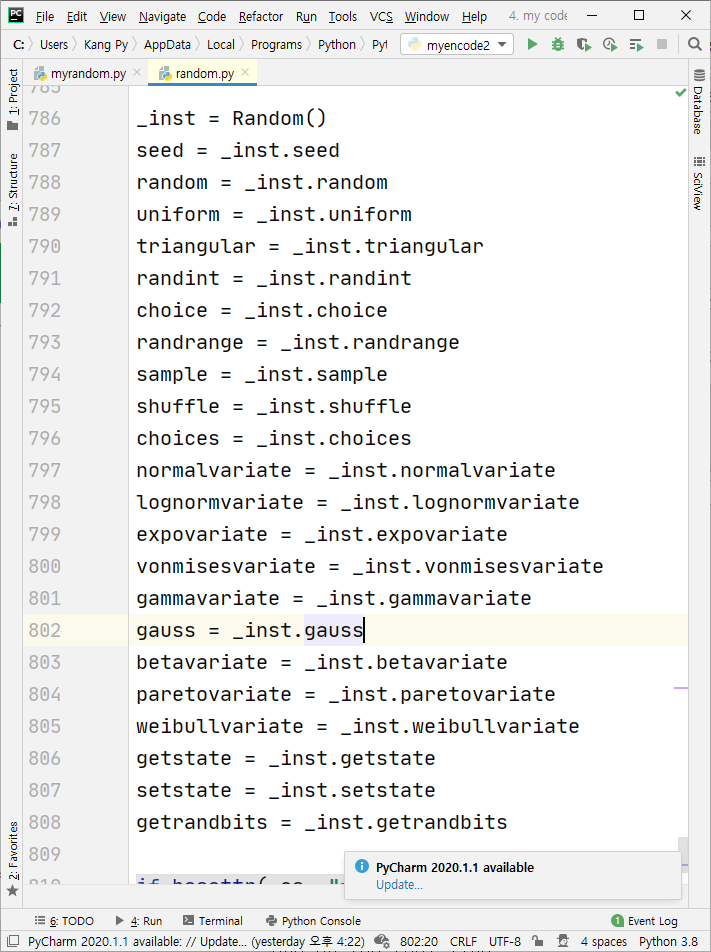 PC File Edit View Navigate Code Refactor Run Tools VCS Window Help 4. my code
C: Users Kang Py AppData Local Programs Python myencode2
1: Project
myrandom.py random.py
Database
SciView
7: Structure
2: Favorites
785
786 _inst = Random()
787 seed = _inst.seed
788 random = _inst.random
789 uniform = _inst.uniform
790 triangular = _inst.triangular
791 randint = _inst.randint
792 choice = _inst.choice
793 randrange = _inst.randrange
794 sample = _inst.sample
795 shuffle = _inst.shuffle
796 choices = _inst.choices
797 normalvariate = _inst.normalvariate
798 lognormvariate = _inst.lognormvariate
799 expovariate = _inst.expovariate
800 vonmisesvariate = _inst.vonmisesvariate
801 gammavariate = _inst.gammavariate
802 gauss = _inst.gauss
803 betavariate = _inst.betavariate
804 paretovariate = _inst.paretovariate
805 weibullvariate = _inst.weibullvariate
806 getstate = _inst.getstate
807 setstate = _inst.setstate
808 getrandbits = _inst.getrandbits
809
PyCharm 2020.1.1 available
Update...
6: TODO 4: Run Terminal Python Console 1 Event Log
PyCharm 2020.1.1 available: // Update... (yesterday 오후 4:22) 802:20 CRLF UTF-8 4 spaces Python 3.8